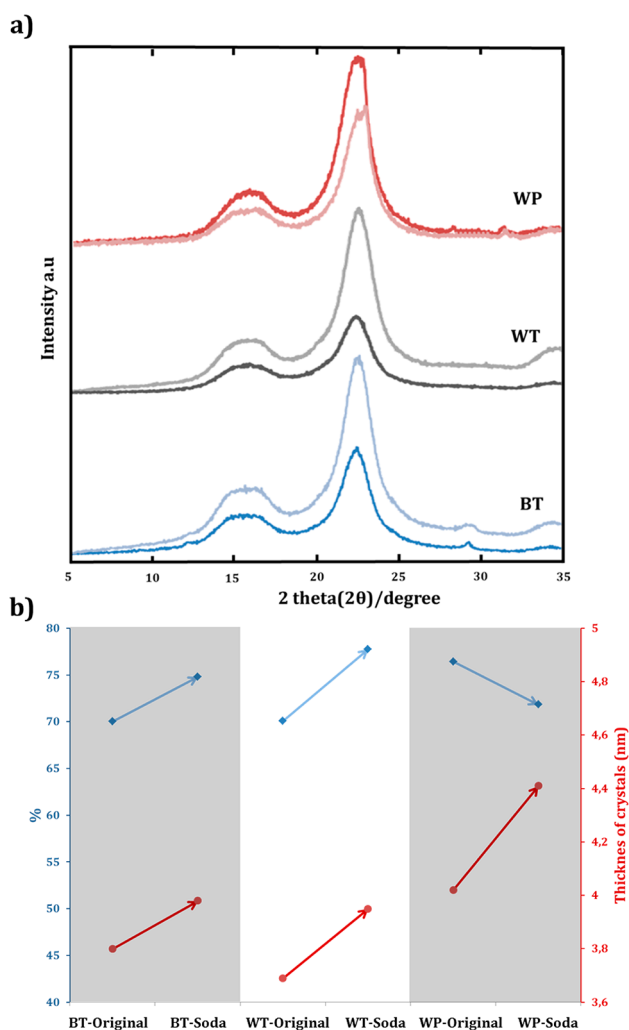 a)
WP
WT
BT
Intensity a.u
5 10 15 22 25 30 35
2 theta(2θ)/degree
b)
80 5
75 4,8
70 4,6
65 4,4
60 4,2
55 4
50 3,8
45 3,6
40
%
Thicknes of crystals (nm)
BT-Original BT-Soda WT-Original WT-Soda WP-Original WP-Soda